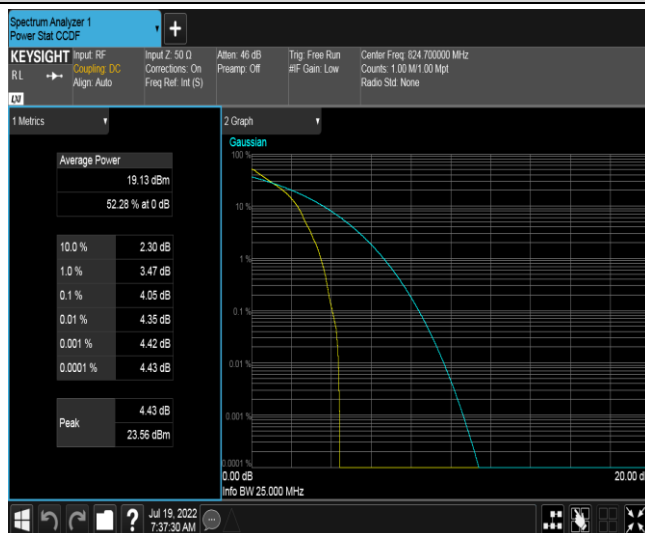 Spectrum Analyzer 1
Power Stat CCDF
+
KEYSIGHT
RL
LXI
Input: RF
Coupling: DC
Align: Auto
Input Z: 50 Ω
Corrections: On
Freq Ref: Int (S)
Atten: 46 dB
Preamp: Off
Trig: Free Run
#IF Gain: Low
Center Freq: 824.700000 MHz
Counts: 1.00 M/1.00 Mpt
Radio Std: None
1 Metrics
Average Power
19.13 dBm
52.28 % at 0 dB
10.0 % 2.30 dB
1.0 % 3.47 dB
0.1 % 4.05 dB
0.01 % 4.35 dB
0.001 % 4.42 dB
0.0001 % 4.43 dB
Peak
4.43 dB
23.56 dBm
2 Graph
Gaussian
100 %
10 %
1 %
0.1 %
0.01 %
0.001 %
0.0001 %
0.00 dB
20.00 d
Info BW 25.000 MHz
?
Jul 19, 2022
7:37:30 AM